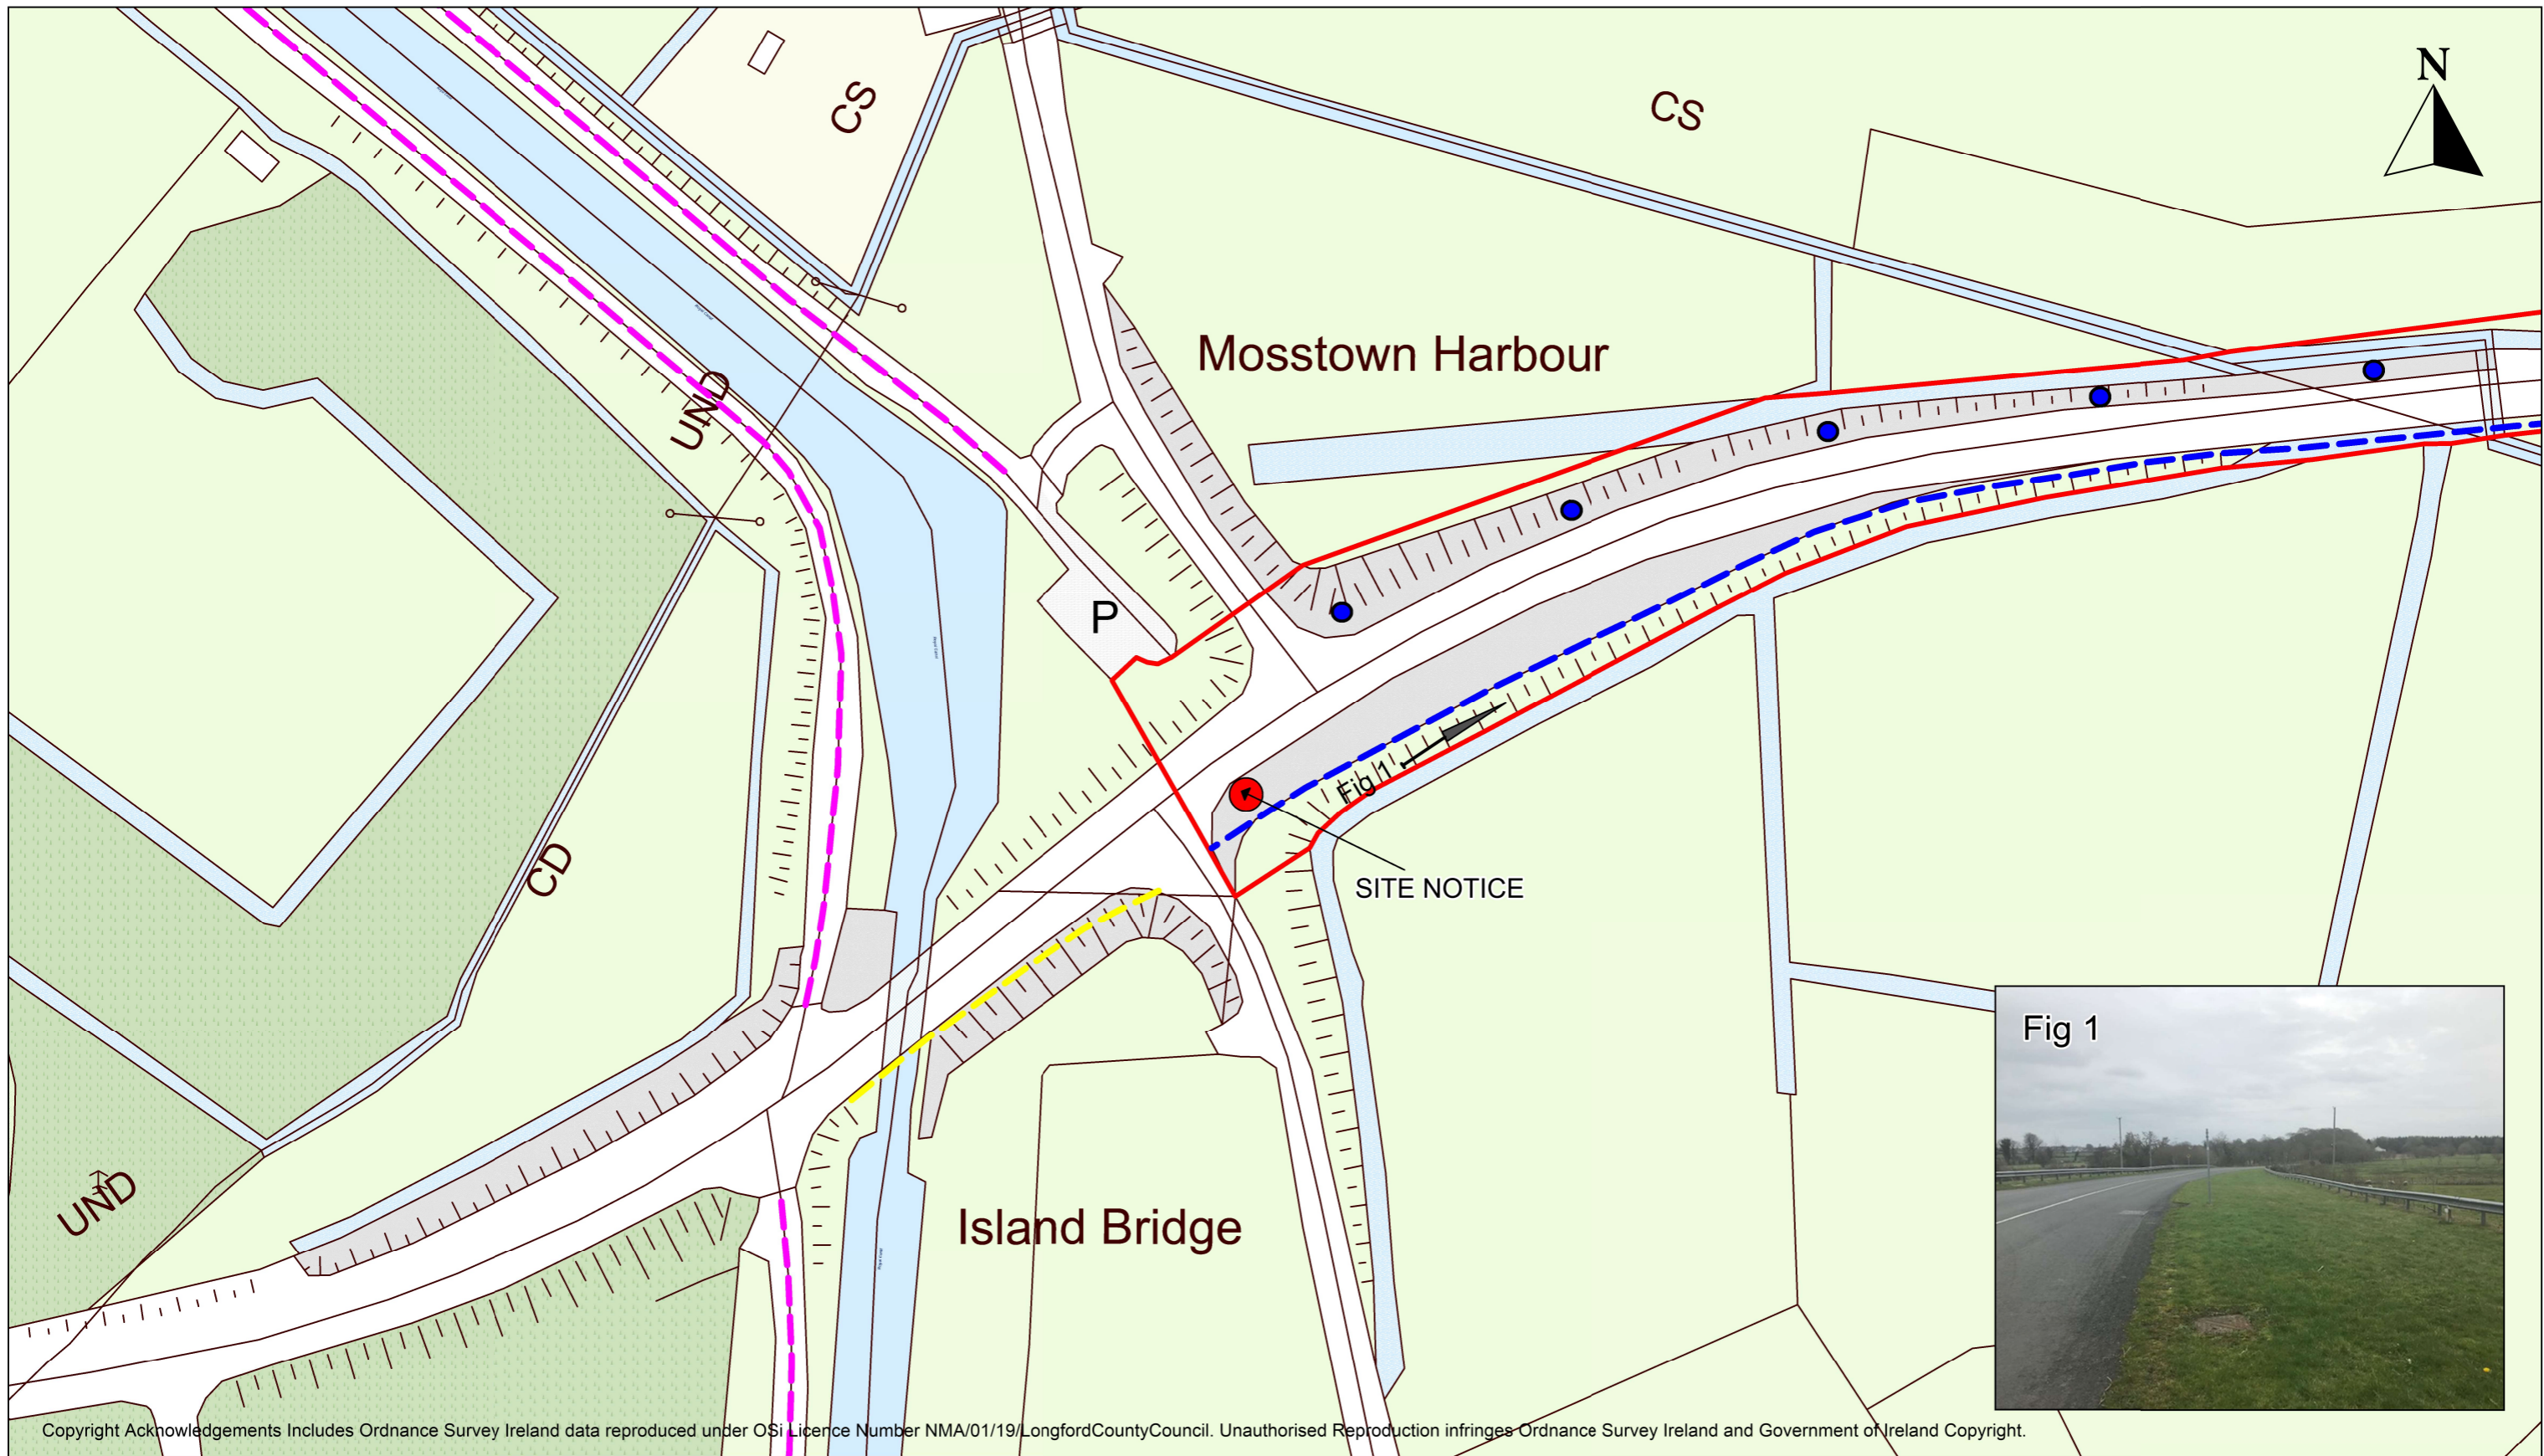 N
CS
CS
Mosstown Harbour
UND
P
Fig 1
SITE NOTICE
CD
Fig 1
UND
Island Bridge
Copyright Acknowledgements Includes Ordnance Survey Ireland data reproduced under OSi Licence Number NMA/01/19/LongfordCountyCouncil. Unauthorised Reproduction infringes Ordnance Survey Ireland and Government of Ireland Copyright.